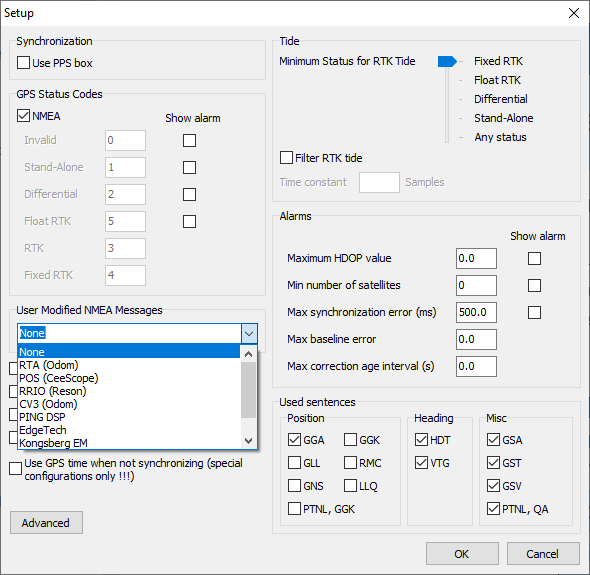 Setup
Synchronization
Use PPS box
GPS Status Codes
NMEA
Show alarm
Invalid 0
Stand-Alone 1
Differential 2
Float RTK 5
RTK 3
Fixed RTK 4
User Modified NMEA Messages
None
None
RTA (Odom)
POS (CeeScope)
RRIO (Reson)
CV3 (Odom)
PING DSP
EdgeTech
Kongsberg EM
Use GPS time when not synchronizing (special
configurations only !!!)
Advanced
Tide
Minimum Status for RTK Tide
Fixed RTK
Float RTK
Differential
Stand-Alone
Any status
Filter RTK tide
Time constant Samples
Alarms
Show alarm
Maximum HDOP value 0.0
Min number of satellites 0
Max synchronization error (ms) 500.0
Max baseline error 0.0
Max correction age interval (s) 0.0
Used sentences
Position
GGA GGK
GLL RMC
GNS LLQ
PTNL, GGK
Heading
HDT
VTG
Misc
GSA
GST
GSV
PTNL, QA
OK Cancel